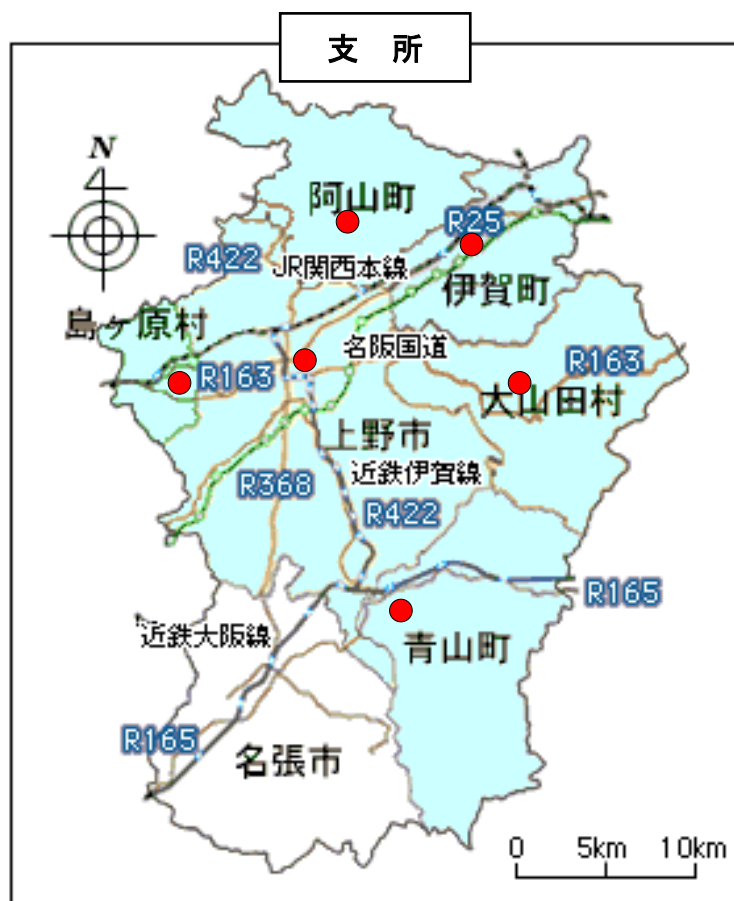 支 所
N
阿山町
R25
R422
JR関西本線
伊賀町
島ヶ原村
名阪国道
R163
R163
大山田村
上野市
近鉄伊賀線
R368
R422
R165
近鉄大阪線
青山町
R165
名張市
0 5km 10km